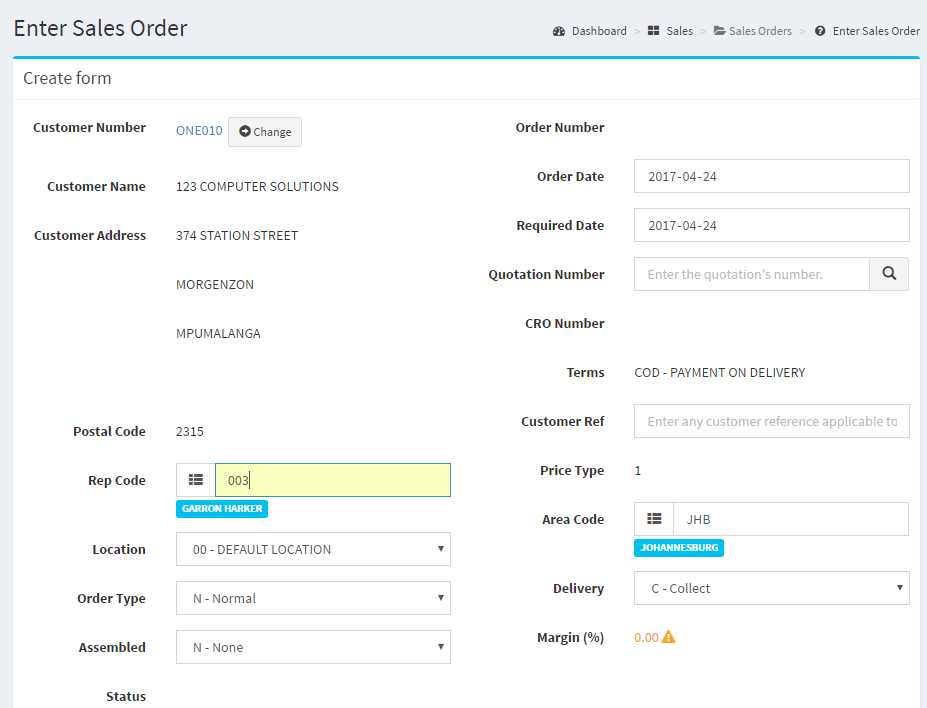 Enter Sales Order
Dashboard > Sales > Sales Orders > Enter Sales Order
Create form
Customer Number ONE010 Change
Customer Name 123 COMPUTER SOLUTIONS
Customer Address 374 STATION STREET
MORGENZON
MPUMALANGA
Postal Code 2315
Rep Code 003
GARRON HARKER
Location 00 - DEFAULT LOCATION
Order Type N - Normal
Assembled N - None
Status
Order Number
Order Date 2017-04-24
Required Date 2017-04-24
Quotation Number Enter the quotation's number.
CRO Number
Terms COD - PAYMENT ON DELIVERY
Customer Ref Enter any customer reference applicable to
Price Type 1
Area Code JHB
JOHANNESBURG
Delivery C - Collect
Margin (%) 0.00